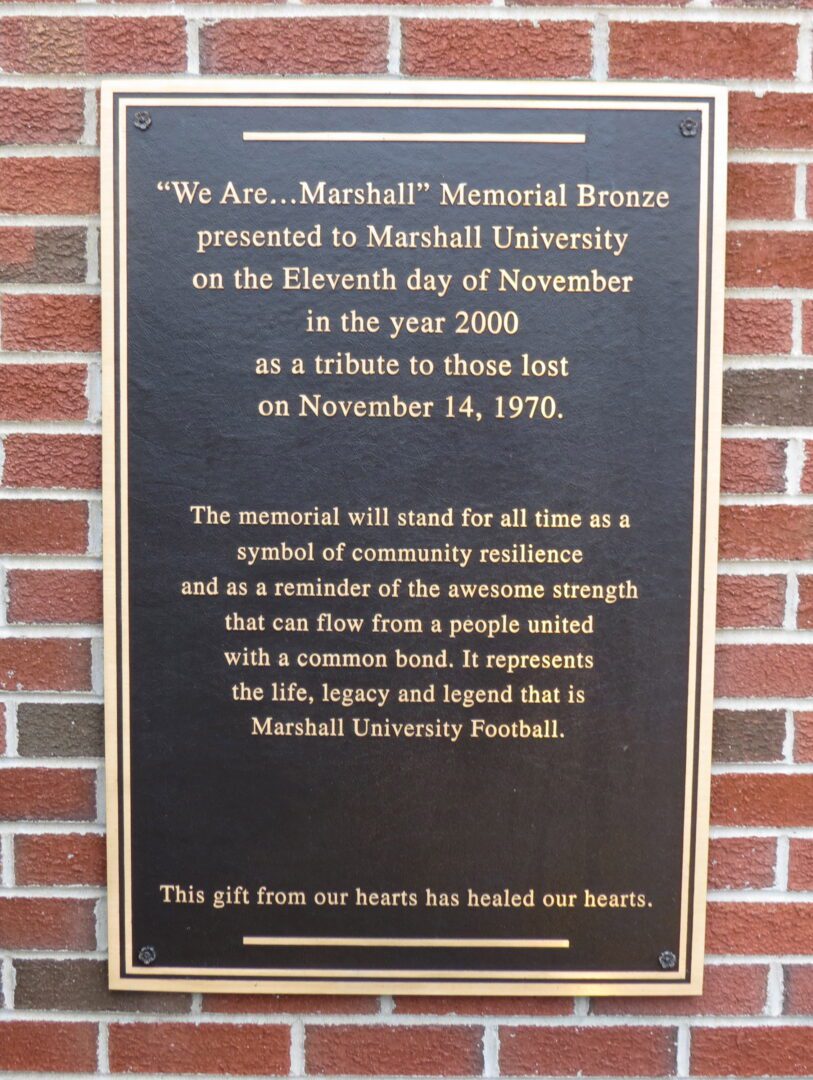 “We Are...Marshall” Memorial Bronze
presented to Marshall University
on the Eleventh day of November
in the year 2000
as a tribute to those lost
on November 14, 1970.
The memorial will stand for all time as a
symbol of community resilience
and as a reminder of the awesome strength
that can flow from a people united
with a common bond. It represents
the life, legacy and legend that is
Marshall University Football.
This gift from our hearts has healed our hearts.